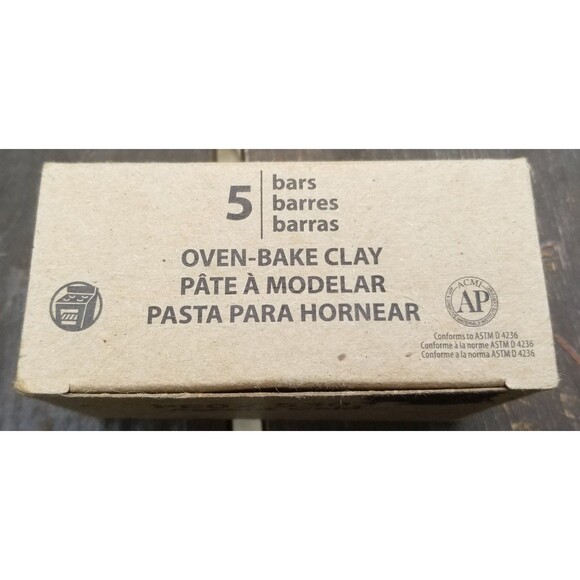 5
bars
barres
barras
OVEN-BAKE CLAY
PÂTE À MODELAR
PASTA PARA HORNEAR
ACMI
AP
Conforms to ASTM D 4236
Conforme à la norme ASTM D 4236
Conforme a la norma ASTM D 4236